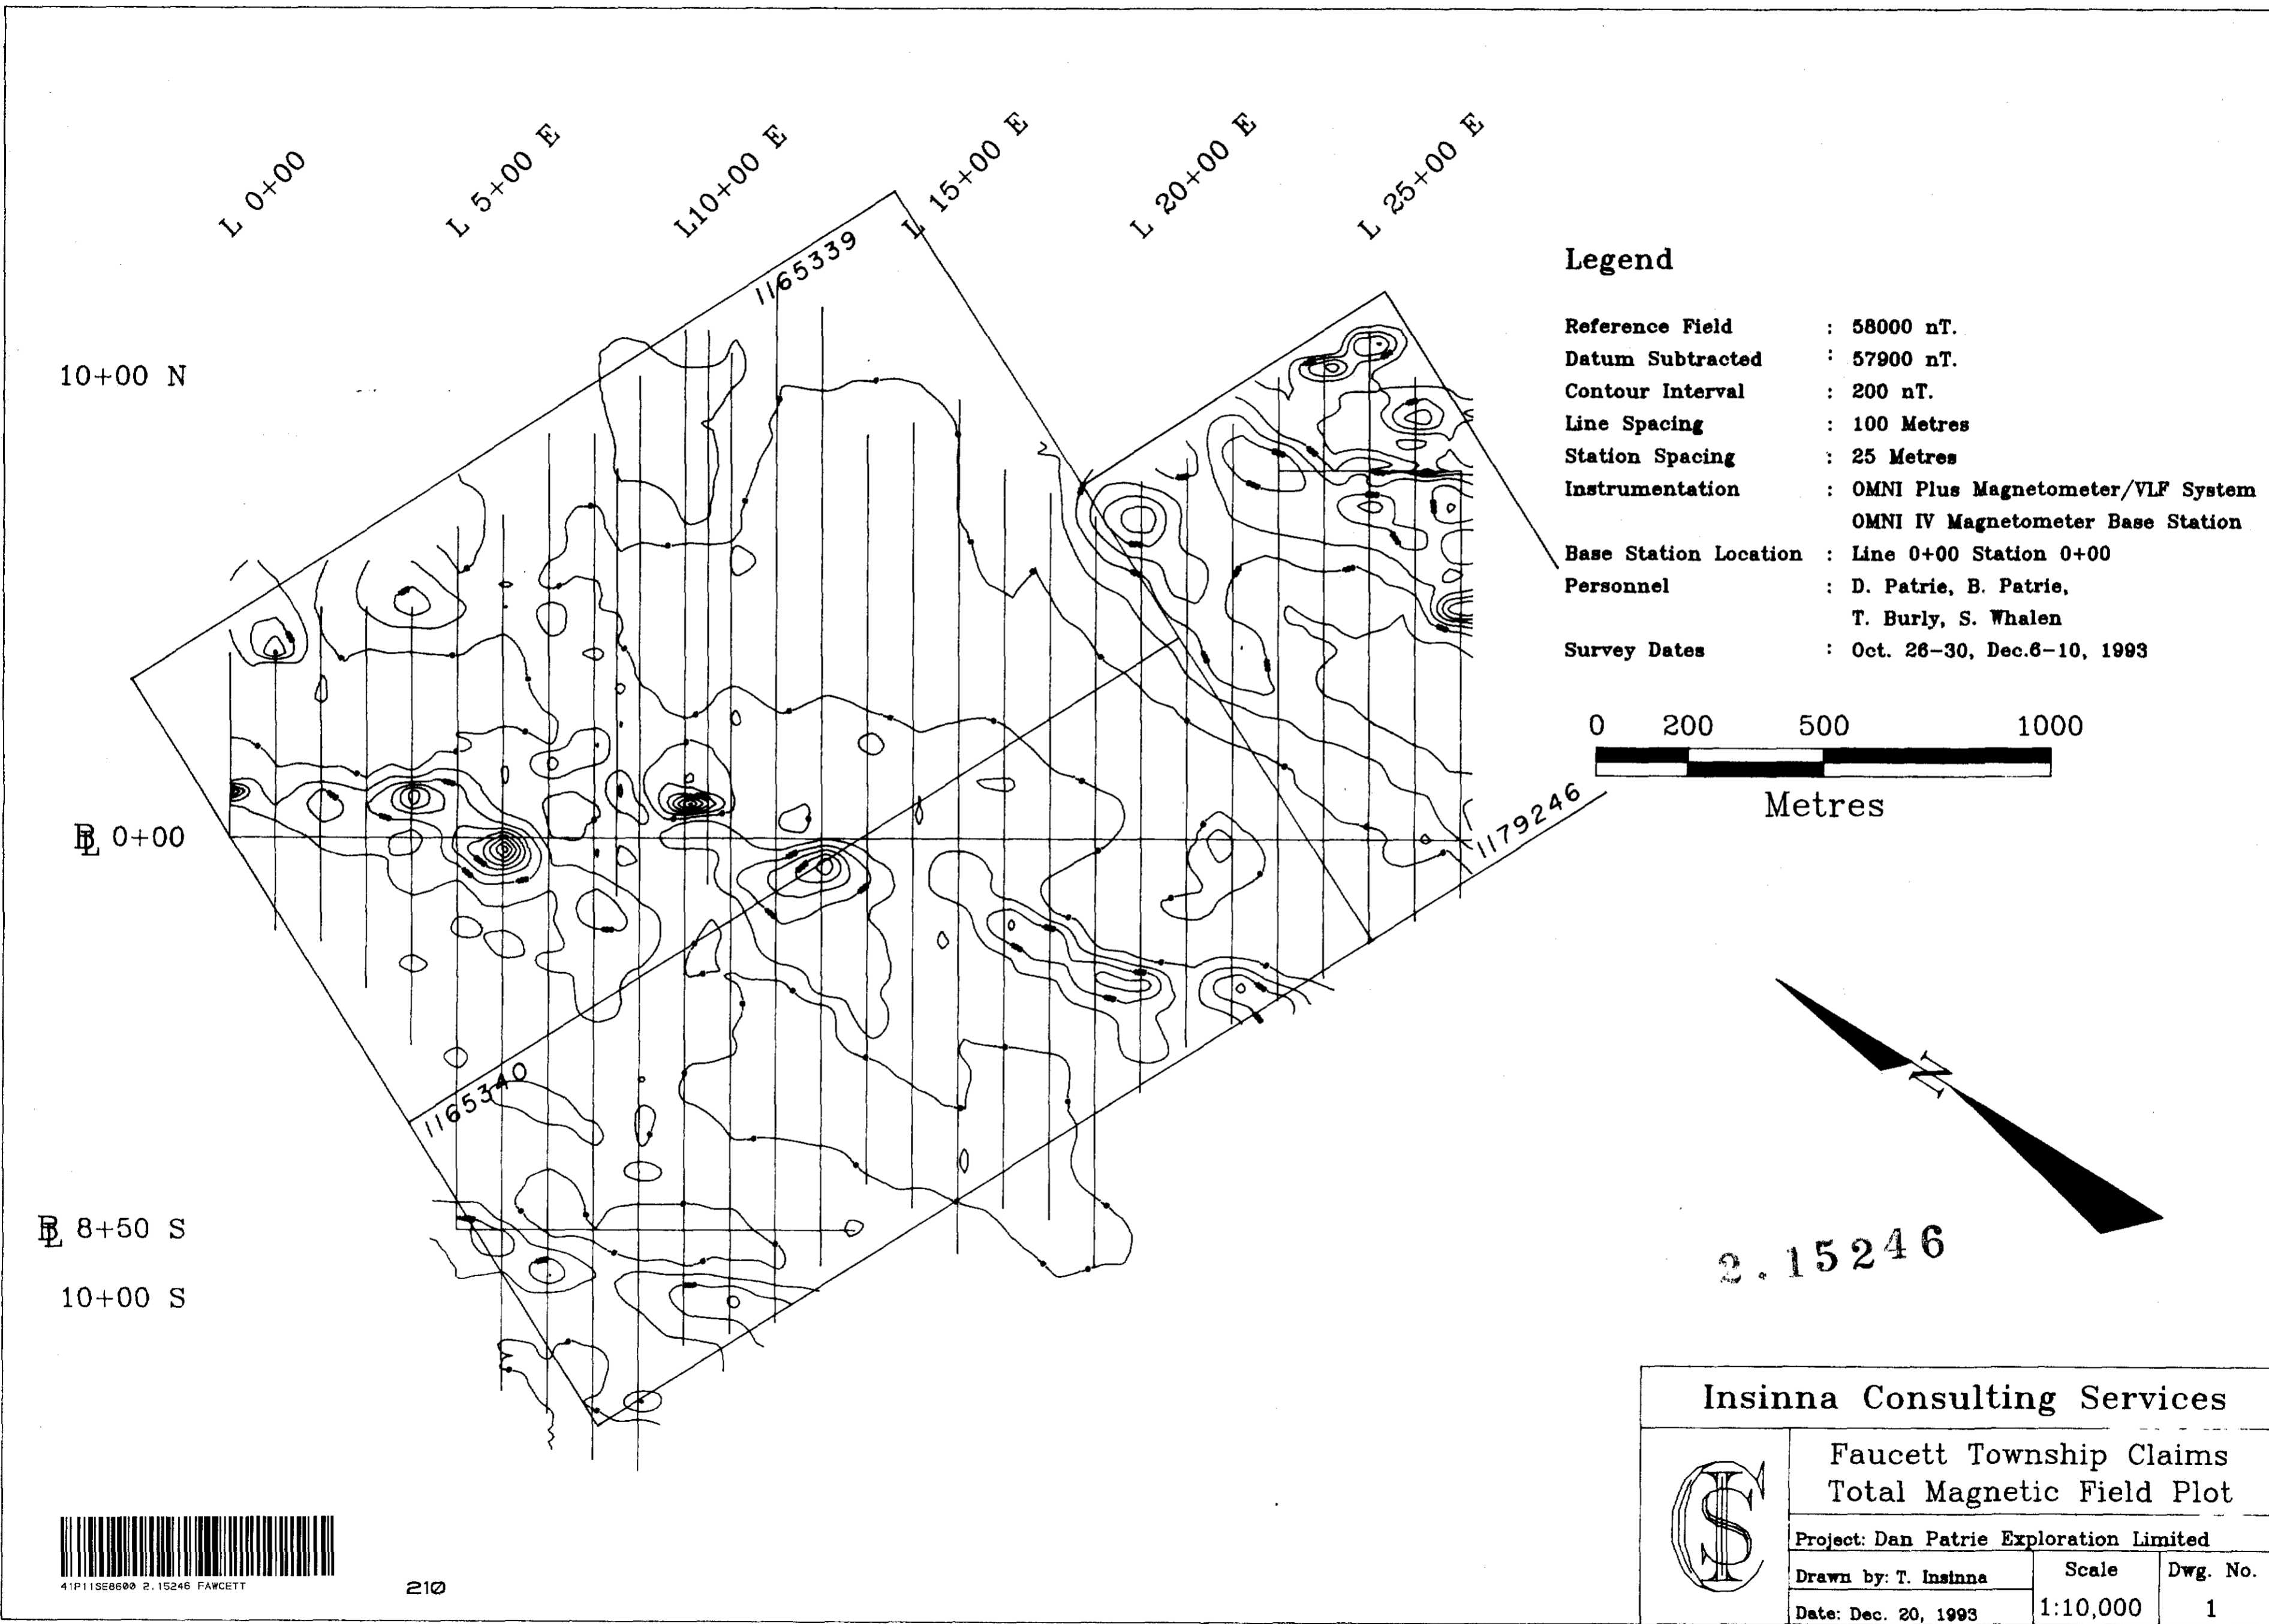 L 0+00
L 5+00 E
L10+00 E
L 15+00 E
L 20+00 E
L 25+00 E
1165339
10+00 N
BL 0+00
1165340
BL 8+50 S
10+00 S
1179246
Legend
Reference Field : 58000 nT.
Datum Subtracted : 57900 nT.
Contour Interval : 200 nT.
Line Spacing : 100 Metres
Station Spacing : 25 Metres
Instrumentation : OMNI Plus Magnetometer/VLF System
OMNI IV Magnetometer Base Station
Base Station Location : Line 0+00 Station 0+00
Personnel : D. Patrie, B. Patrie,
T. Burly, S. Whalen
Survey Dates : Oct. 26-30, Dec.6-10, 1993
0 200 500 1000
Metres
N
2.15246
Insinna Consulting Services
ICS
Faucett Township Claims
Total Magnetic Field Plot
Project: Dan Patrie Exploration Limited
Drawn by: T. Insinna
Date: Dec. 20, 1993
Scale
1:10,000
Dwg. No.
1
41P11SE8600 2.15246 FAWCETT
210